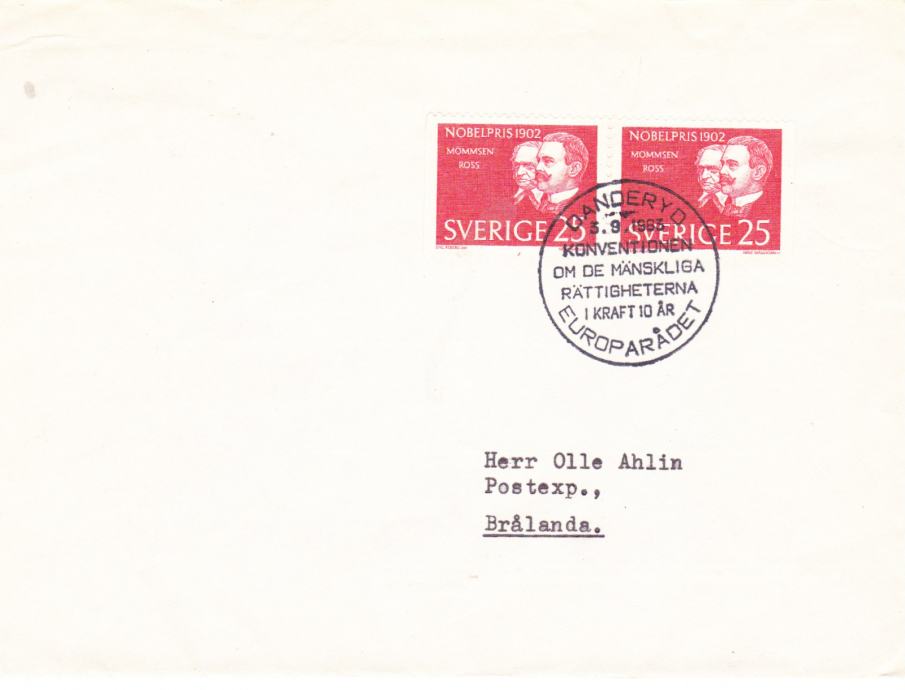 NOBELPRIS 1902
MOMMSEN
ROSS
SVERIGE 25
NOBELPRIS 1902
MOMMSEN
ROSS
SVERIGE 25
DANDERYD
3.9.1963
KONVENTIONEN
OM DE MÄNSKLIGA
RÄTTIGHETERNA
I KRAFT 10 ÅR
EUROPARÅDET
Herr Olle Ahlin
Postexp.,
Brålanda.